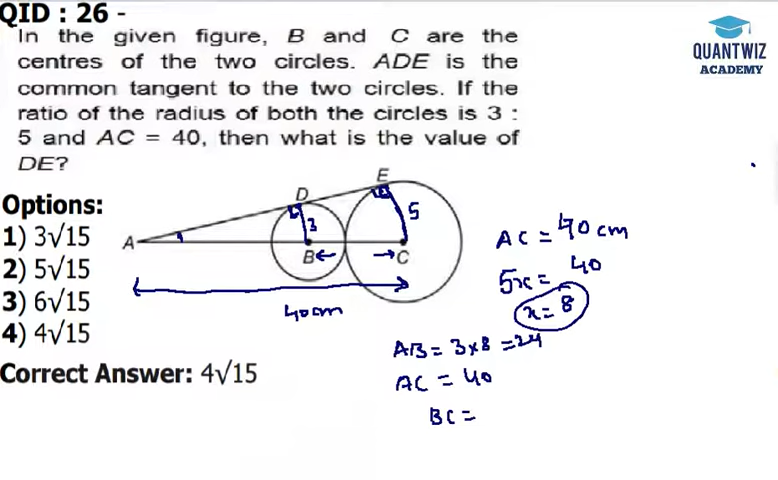 QID : 26 -
QUANTWIZ
ACADEMY
In the given figure, B and C are the
centres of the two circles. ADE is the
common tangent to the two circles. If the
ratio of the radius of both the circles is 3 :
5 and AC = 40, then what is the value of
DE?
Options:
1) 3√15
2) 5√15
3) 6√15
4) 4√15
Correct Answer: 4√15
E
D
3
5
A
B
C
40cm
AC = 40 cm
5x = 40
x = 8
AB = 3 × 8 = 24
AC = 40
BC =